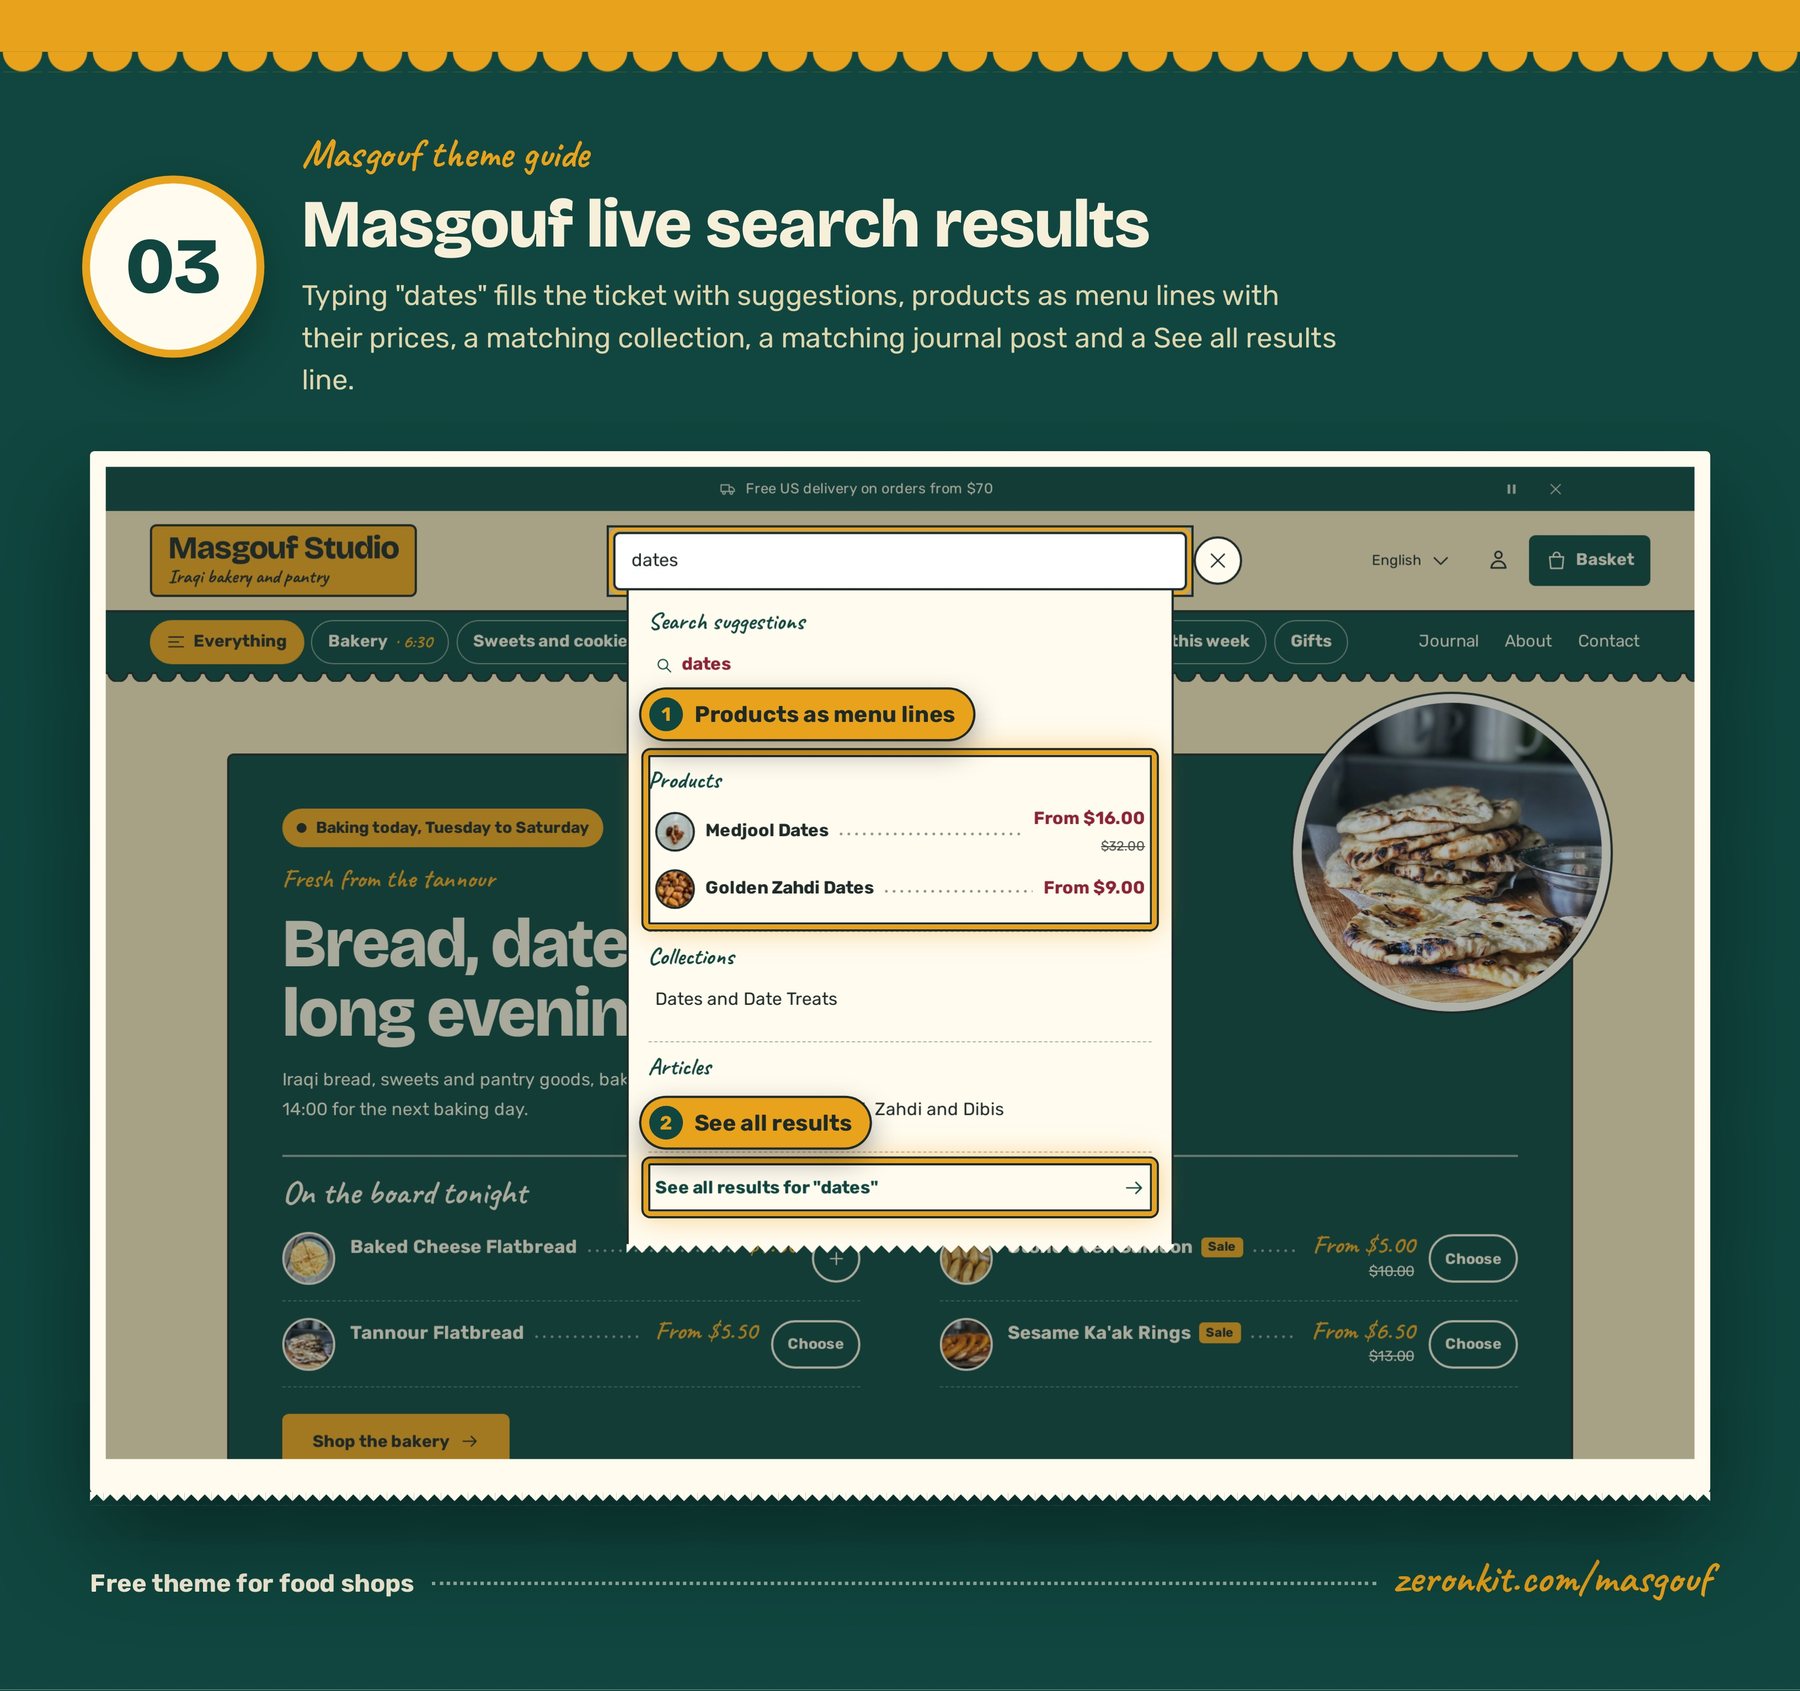 Masgouf theme guide
03
Masgouf live search results
Typing "dates" fills the ticket with suggestions, products as menu lines with
their prices, a matching collection, a matching journal post and a See all results
line.
Free US delivery on orders from $70
Masgouf Studio
Iraqi bakery and pantry
dates
English
Basket
Everything
Bakery · 6:30
Sweets and cookie
this week
Gifts
Journal
About
Contact
Search suggestions
dates
1 Products as menu lines
Products
Medjool Dates From $16.00
$32.00
Golden Zahdi Dates From $9.00
Collections
Dates and Date Treats
Articles
Zahdi and Dibis
2 See all results
See all results for "dates"
Baking today, Tuesday to Saturday
Fresh from the tannour
Bread, date
long evenin
Iraqi bread, sweets and pantry goods, bak
14:00 for the next baking day.
On the board tonight
Baked Cheese Flatbread
Sale From $5.00
$10.00
Choose
Tannour Flatbread From $5.50
Choose
Sesame Ka'ak Rings Sale From $6.50
$13.00
Choose
Shop the bakery
Free theme for food shops
zeronkit.com/masgouf